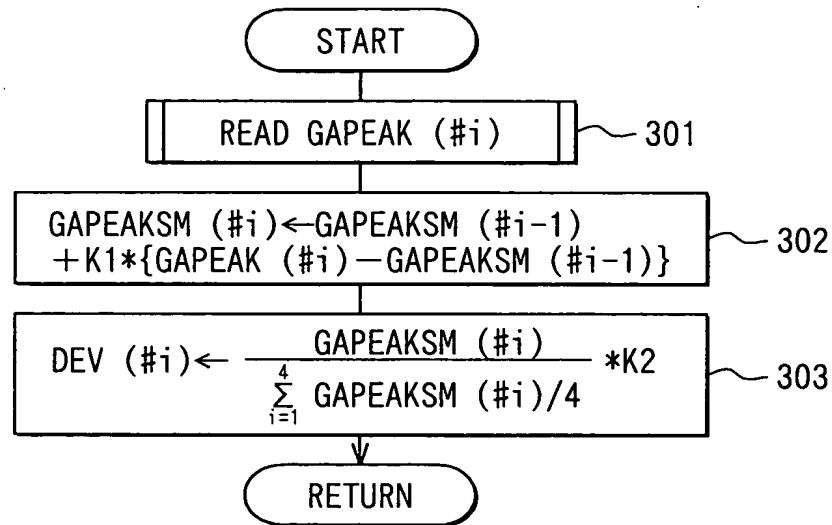 START
READ GAPEAK (#i)
301
GAPEAKSM (#i)←GAPEAKSM (#i-1)
+K1*{GAPEAK (#i)-GAPEAKSM (#i-1)}
302
DEV (#i)← GAPEAKSM (#i) / 4 Σ i=1 GAPEAKSM (#i)/4 *K2
303
RETURN